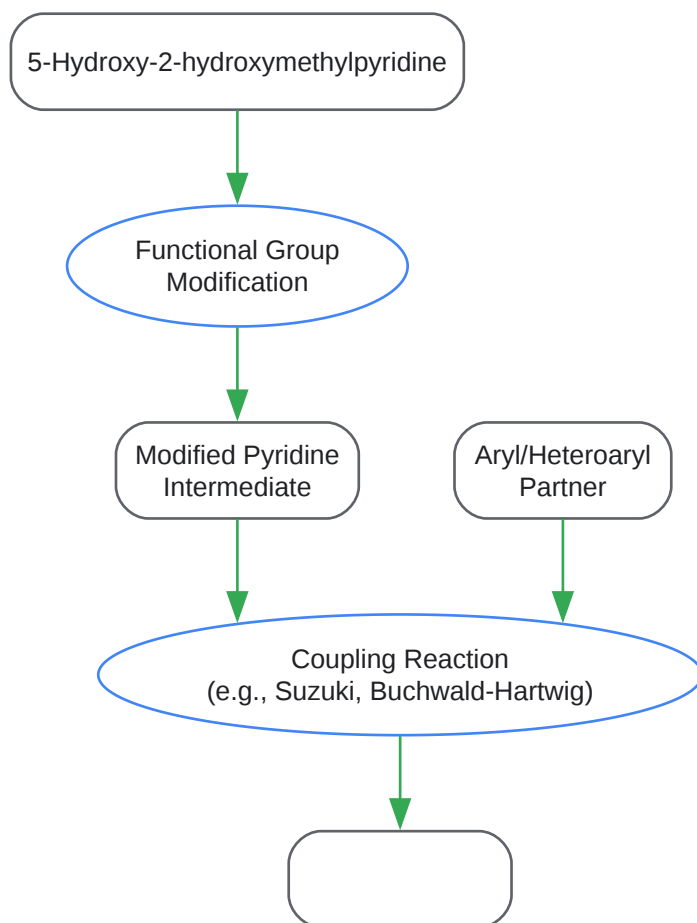 5-Hydroxy-2-hydroxymethylpyridine
Functional Group
Modification
Modified Pyridine
Intermediate
Aryl/Heteroaryl
Partner
Coupling Reaction
(e.g., Suzuki, Buchwald-Hartwig)